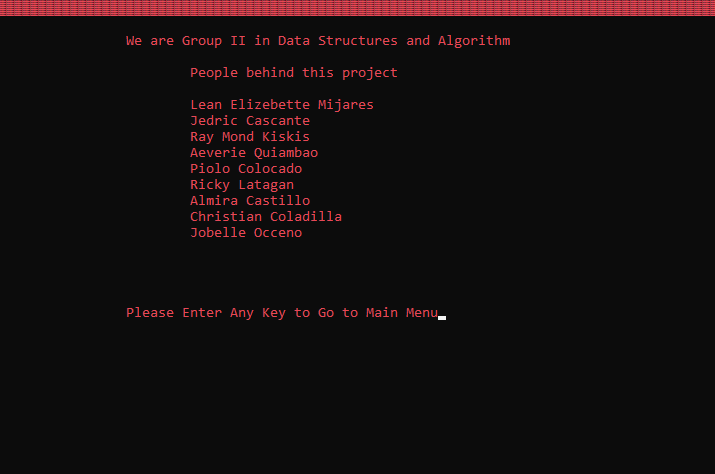 We are Group II in Data Structures and Algorithm
People behind this project
Lean Elizebette Mijares
Jedric Cascante
Ray Mond Kiskis
Aeverie Quiambao
Piolo Colocado
Ricky Latagan
Almira Castillo
Christian Coladilla
Jobelle Occeno
Please Enter Any Key to Go to Main Menu